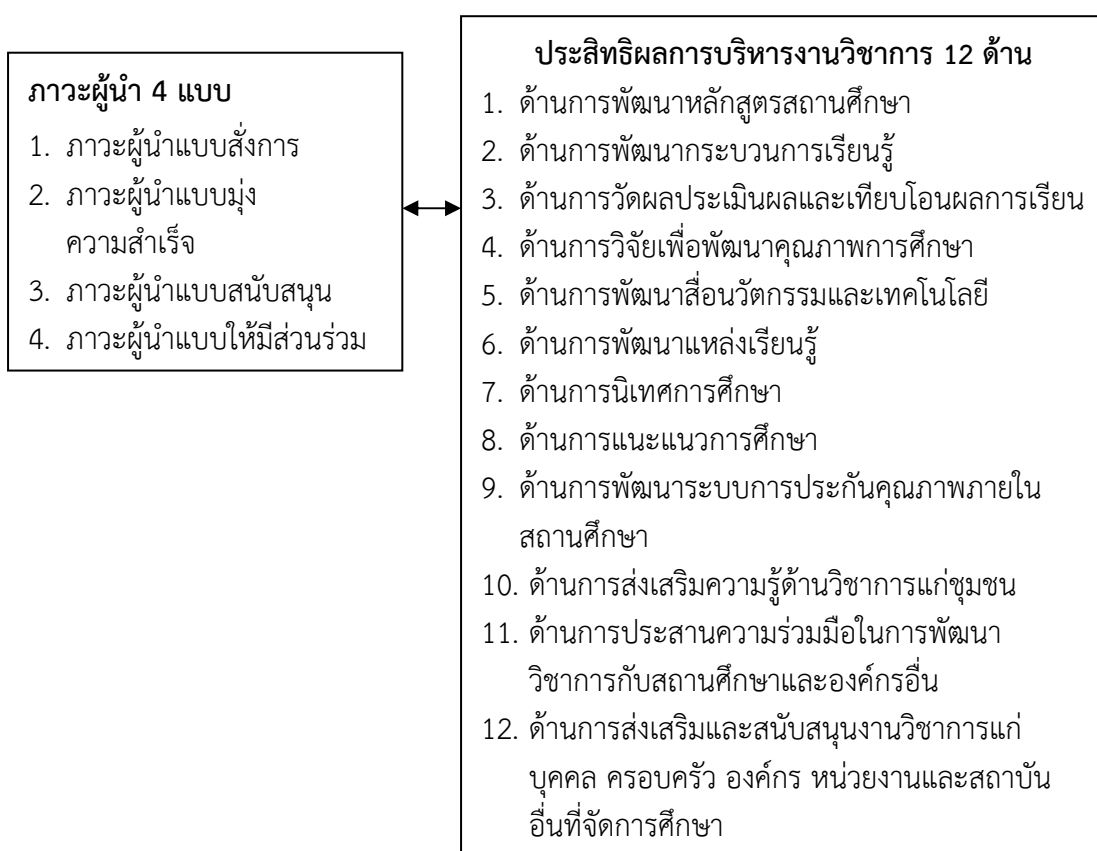 ภาวะผู้นำ 4 แบบ
1. ภาวะผู้นำแบบสั่งการ
2. ภาวะผู้นำแบบมุ่ง
ความสำเร็จ
3. ภาวะผู้นำแบบสนับสนุน
4. ภาวะผู้นำแบบให้มีส่วนร่วม
ประสิทธิผลการบริหารงานวิชาการ 12 ด้าน
1. ด้านการพัฒนาหลักสูตรสถานศึกษา
2. ด้านการพัฒนากระบวนการเรียนรู้
3. ด้านการวัดผลประเมินผลและเทียบโอนผลการเรียน
4. ด้านการวิจัยเพื่อพัฒนาคุณภาพการศึกษา
5. ด้านการพัฒนาสื่อนวัตกรรมและเทคโนโลยี
6. ด้านการพัฒนาแหล่งเรียนรู้
7. ด้านการนิเทศการศึกษา
8. ด้านการแนะแนวการศึกษา
9. ด้านการพัฒนาระบบการประกันคุณภาพภายใน
สถานศึกษา
10. ด้านการส่งเสริมความรู้ด้านวิชาการแก่ชุมชน
11. ด้านการประสานความร่วมมือในการพัฒนา
วิชาการกับสถานศึกษาและองค์กรอื่น
12. ด้านการส่งเสริมและสนับสนุนงานวิชาการแก่
บุคคล ครอบครัว องค์กร หน่วยงานและสถาบัน
อื่นที่จัดการศึกษา